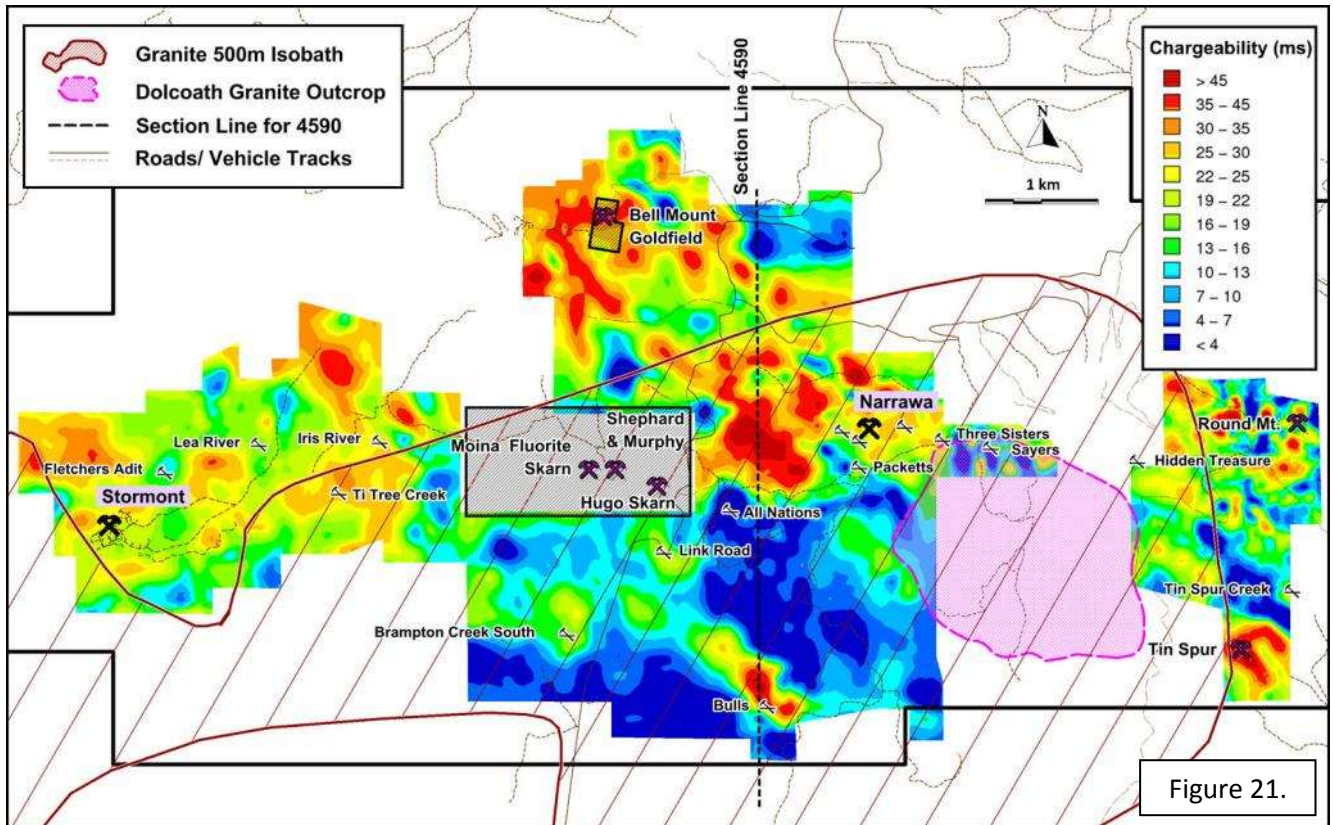 Granite 500m Isobath
Dolcoath Granite Outcrop
Section Line for 4590
Roads/ Vehicle Tracks
Section Line 4590
N
1 km
Chargeability (ms)
> 45
35 – 45
30 – 35
25 – 30
22 – 25
19 – 22
16 – 19
13 – 16
10 – 13
7 – 10
4 – 7
< 4
Bell Mount
Goldfield
Narrawa
Shephard
& Murphy
Moina Fluorite
Skarn
Hugo Skarn
Lea River
Iris River
Fletchers Adit
Stormont
Ti Tree Creek
Three Sisters
Sayers
Packetts
Round Mt.
Hidden Treasure
All Nations
Link Road
Brampton Creek South
Tin Spur Creek
Tin Spur
Bulls
Figure 21.